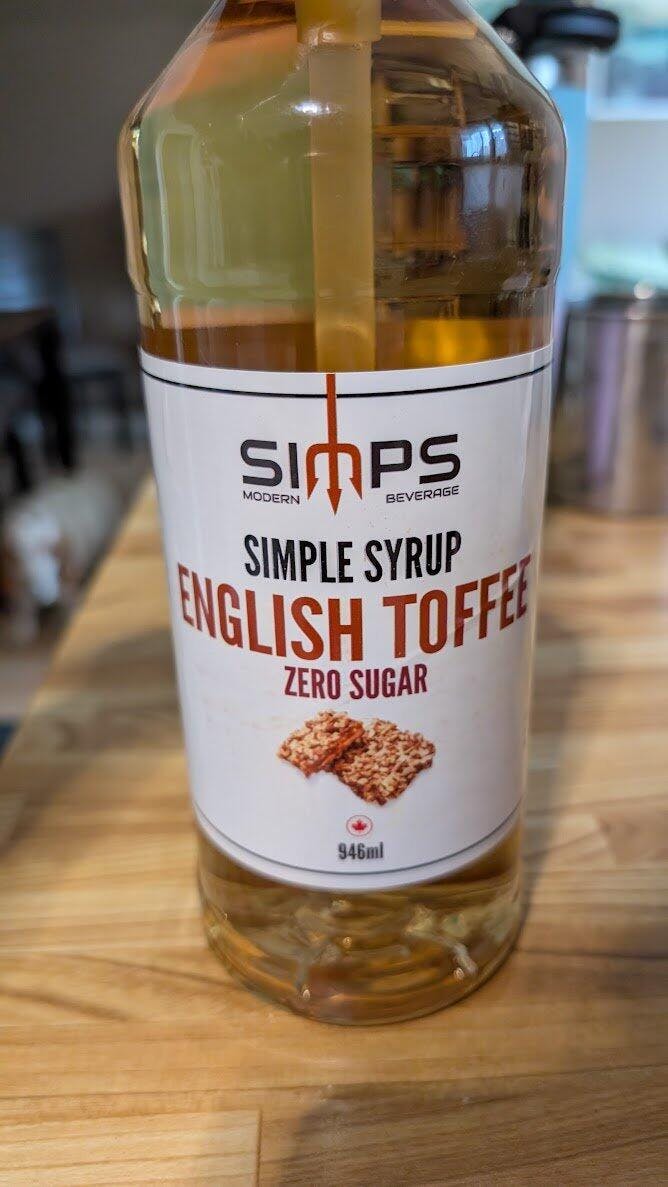 SIMPS
MODERN BEVERAGE
SIMPLE SYRUP
ENGLISH TOFFEE
ZERO SUGAR
946ml